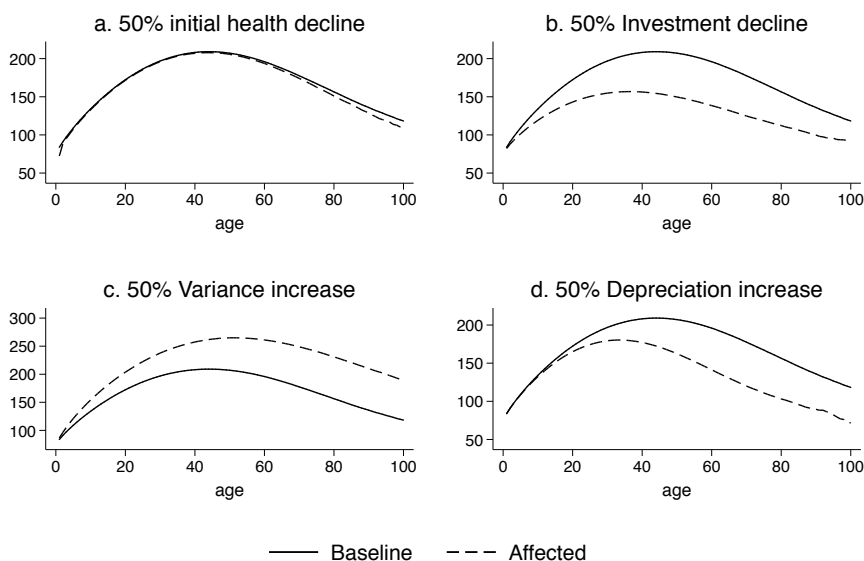 a. 50% initial health decline
200
150
100
50
0 20 40 60 80 100
age
b. 50% Investment decline
200
150
100
50
0 20 40 60 80 100
age
c. 50% Variance increase
300
250
200
150
100
0 20 40 60 80 100
age
d. 50% Depreciation increase
200
150
100
50
0 20 40 60 80 100
age
Baseline Affected